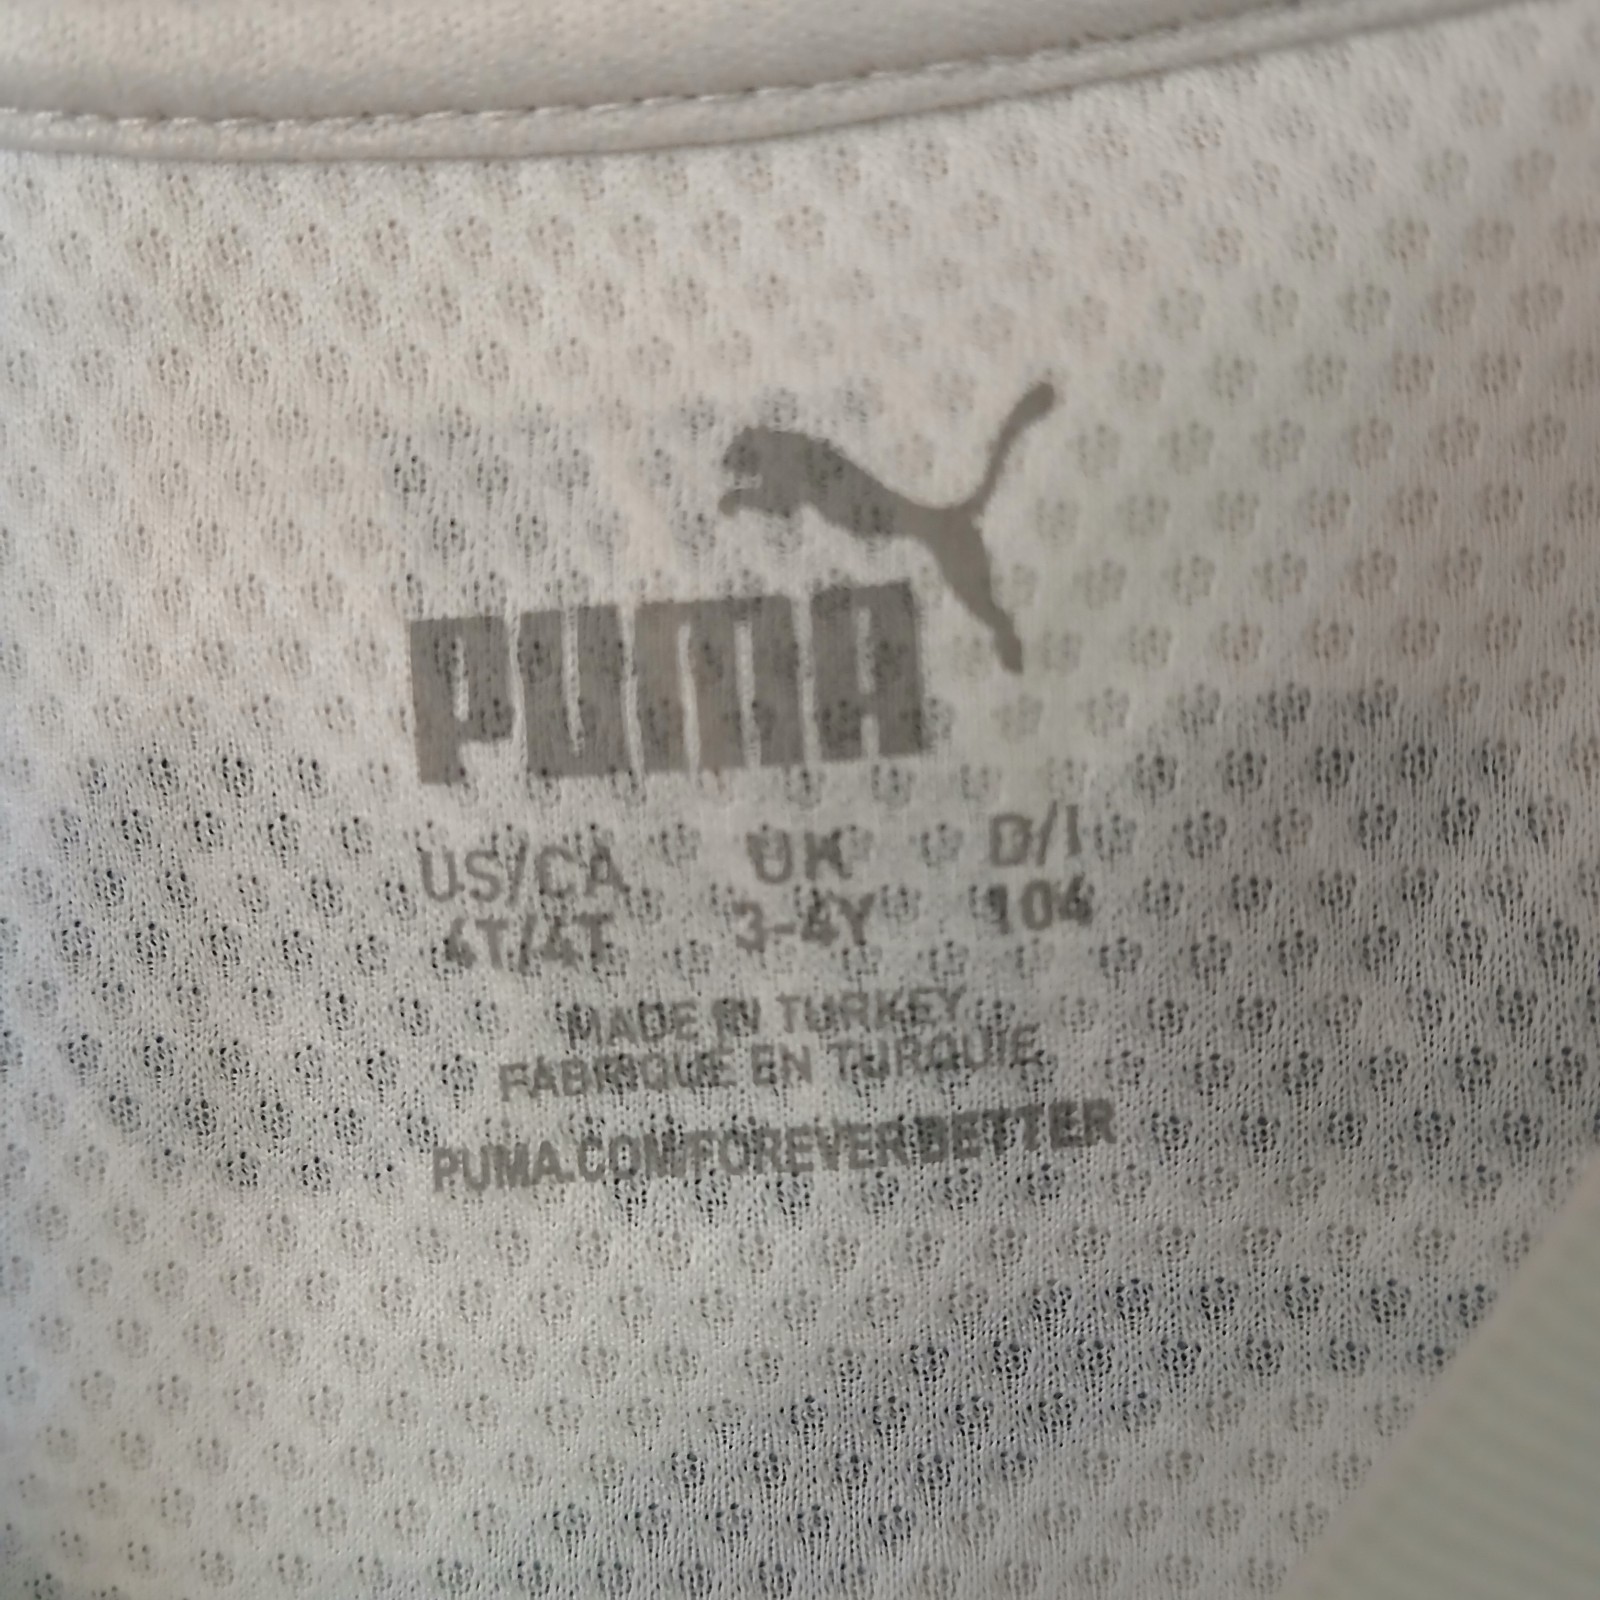 PUMA
US/CA UK D/I
4T/4T 3-4Y 104
MADE IN TURKEY
FABRIQUE EN TURQUIE
PUMA.COM/FOREVERBETTER